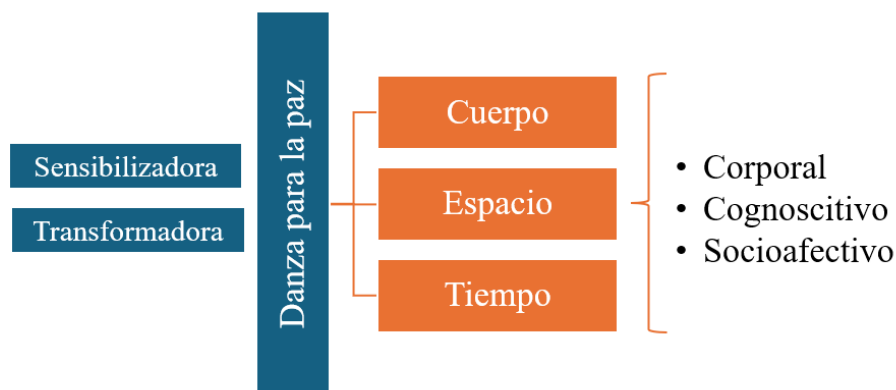 Sensibilizadora
Transformadora
Danza para la paz
Cuerpo
Espacio
Tiempo
• Corporal
• Cognoscitivo
• Socioafectivo